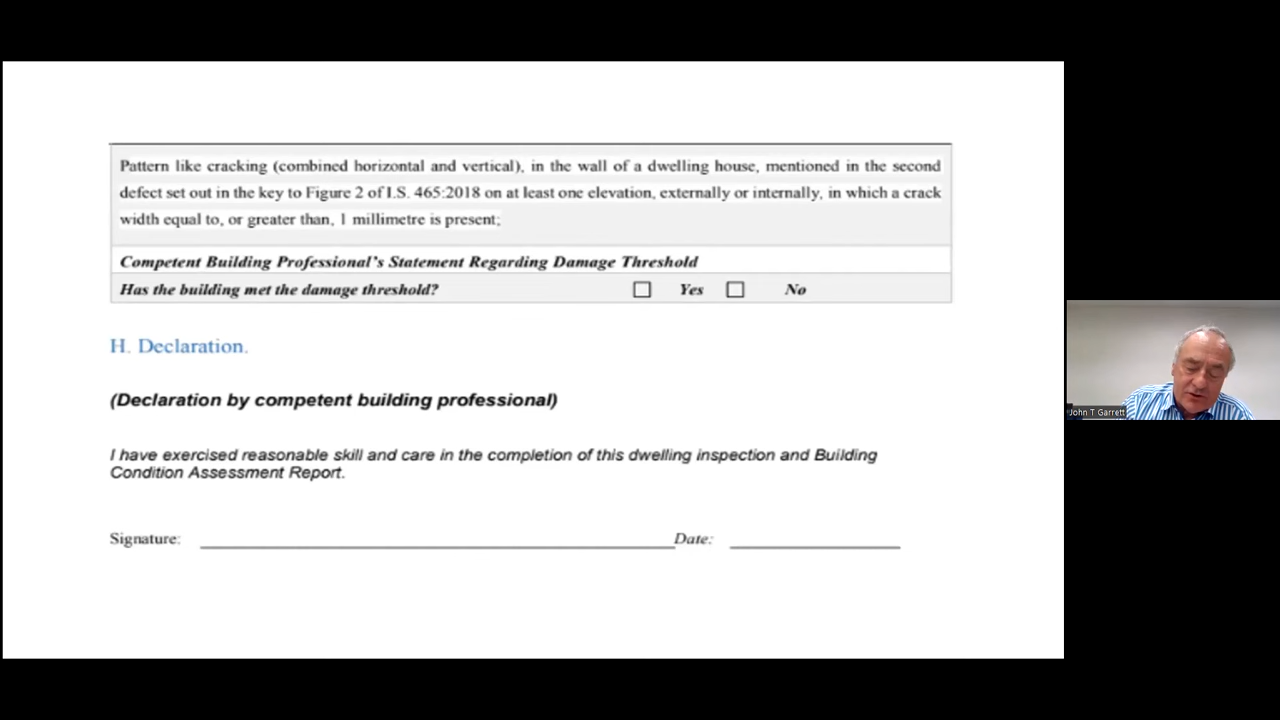 Pattern like cracking (combined horizontal and vertical), in the wall of a dwelling house, mentioned in the second
defect set out in the key to Figure 2 of I.S. 465:2018 on at least one elevation, externally or internally, in which a crack
width equal to, or greater than, 1 millimetre is present;
Competent Building Professional's Statement Regarding Damage Threshold
Has the building met the damage threshold? ☐ Yes ☐ No
H. Declaration.
(Declaration by competent building professional)
I have exercised reasonable skill and care in the completion of this dwelling inspection and Building
Condition Assessment Report.
Signature: Date:
John T Garrett